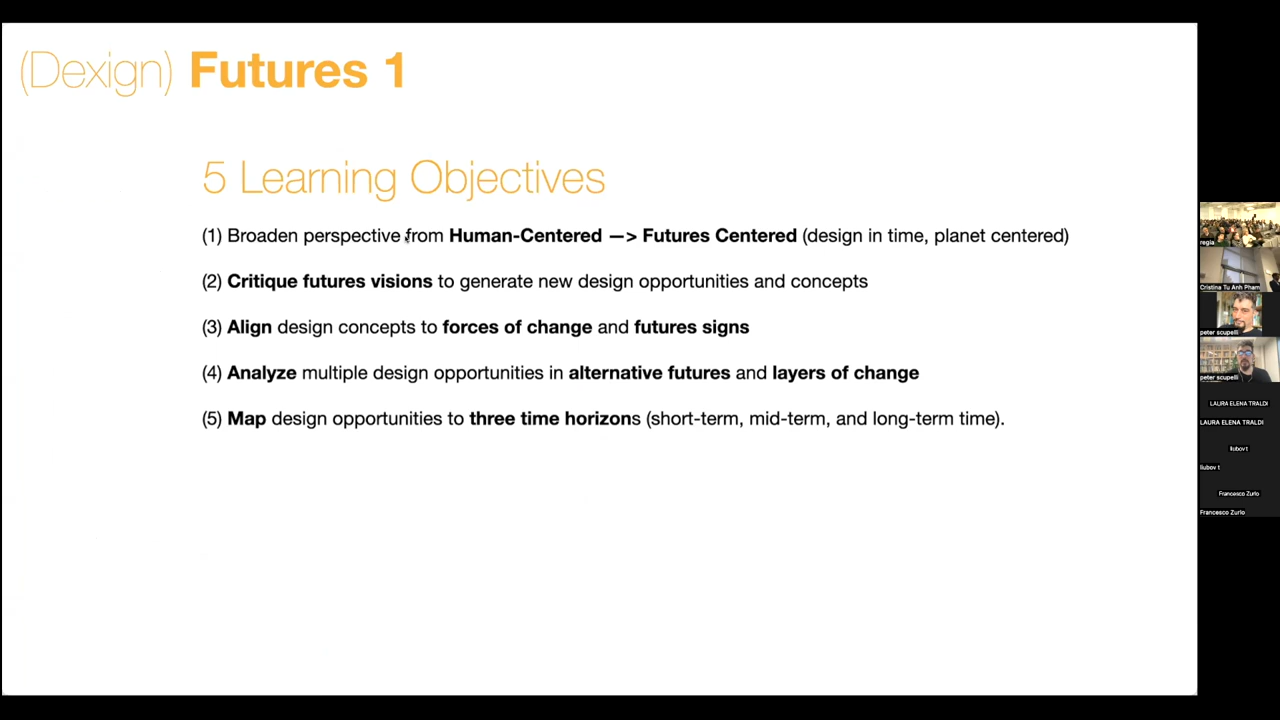 (Dexign) Futures 1
5 Learning Objectives
(1) Broaden perspective from Human-Centered —> Futures Centered (design in time, planet centered)
(2) Critique futures visions to generate new design opportunities and concepts
(3) Align design concepts to forces of change and futures signs
(4) Analyze multiple design opportunities in alternative futures and layers of change
(5) Map design opportunities to three time horizons (short-term, mid-term, and long-term time).
regia
Cristina Tu Anh Pham
peter scupelli
peter scupelli
LAURA ELENA TRALDI
LAURA ELENA TRALDI
liubov t
liubov t
Francesco Zurlo
Francesco Zurlo